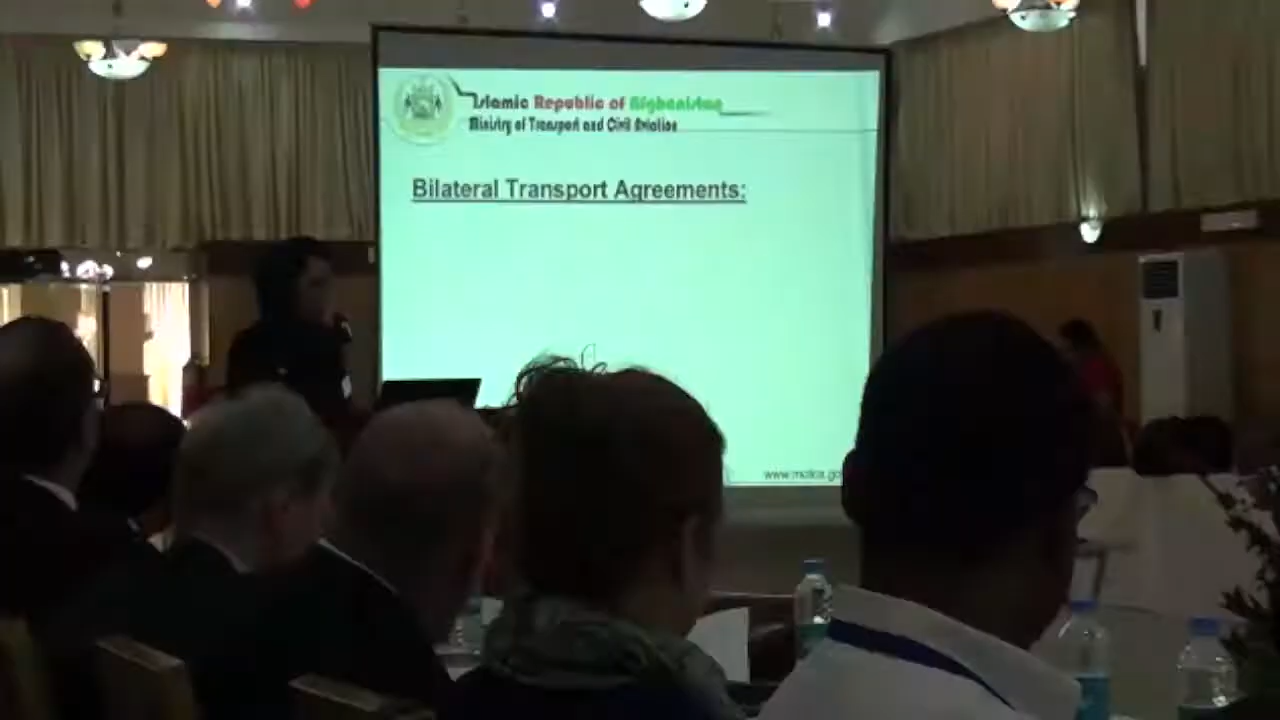 Islamic Republic of Afghanistan
Ministry of Transport and Civil Aviation
Bilateral Transport Agreements: